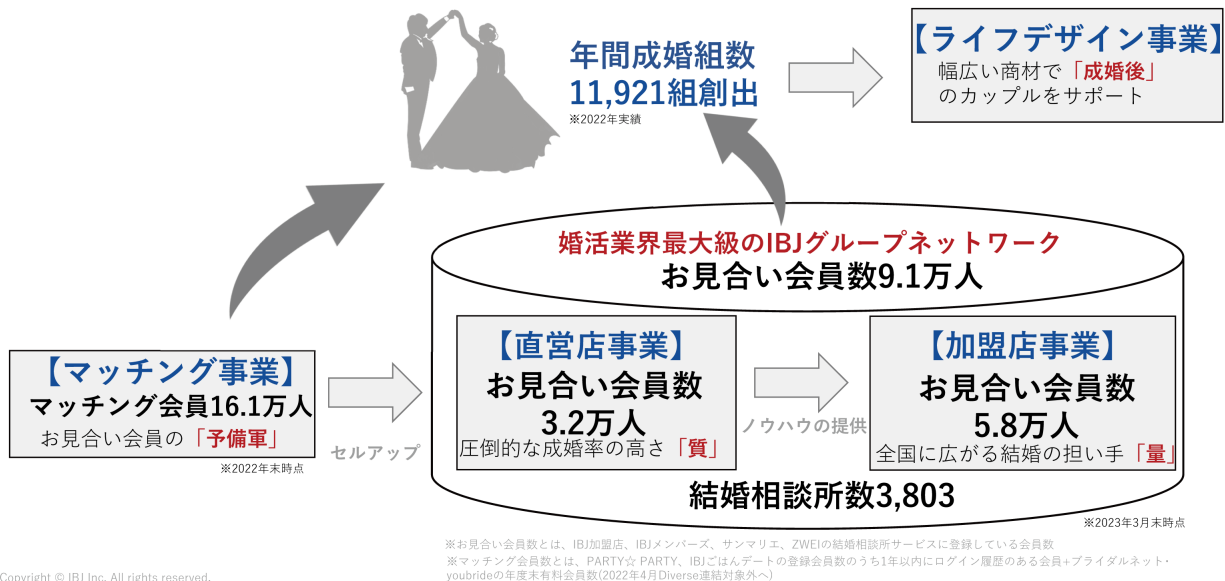 年間成婚組数
11,921組創出
※2022年実績
【ライフデザイン事業】
幅広い商材で「成婚後」
のカップルをサポート
婚活業界最大級のIBJグループネットワーク
お見合い会員数9.1万人
【マッチング事業】
マッチング会員16.1万人
お見合い会員の「予備軍」
※2022年末時点
セルアップ
【直営店事業】
お見合い会員数
3.2万人
圧倒的な成婚率の高さ「質」
ノウハウの提供
【加盟店事業】
お見合い会員数
5.8万人
全国に広がる結婚の担い手「量」
結婚相談所数3,803
※2023年3月末時点
※お見合い会員数とは、IBJ加盟店、IBJメンバーズ、サンマリエ、ZWEIの結婚相談所サービスに登録している会員数
※マッチング会員数とは、PARTY☆PARTY、IBJごはんデートの登録会員数のうち1年以内にログイン履歴のある会員+ブライダルネット・
youbrideの年度末有料会員数(2022年4月Diverse連結対象外へ)
Copyright © IBJ Inc. All rights reserved.